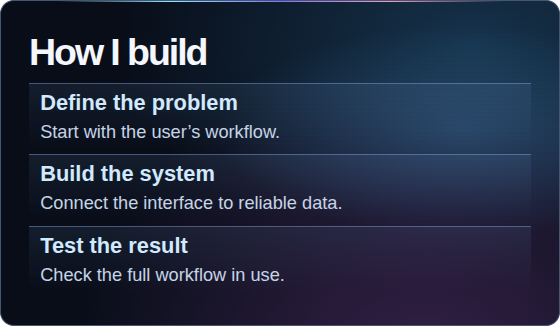 How I build
Define the problem
Start with the user’s workflow.
Build the system
Connect the interface to reliable data.
Test the result
Check the full workflow in use.